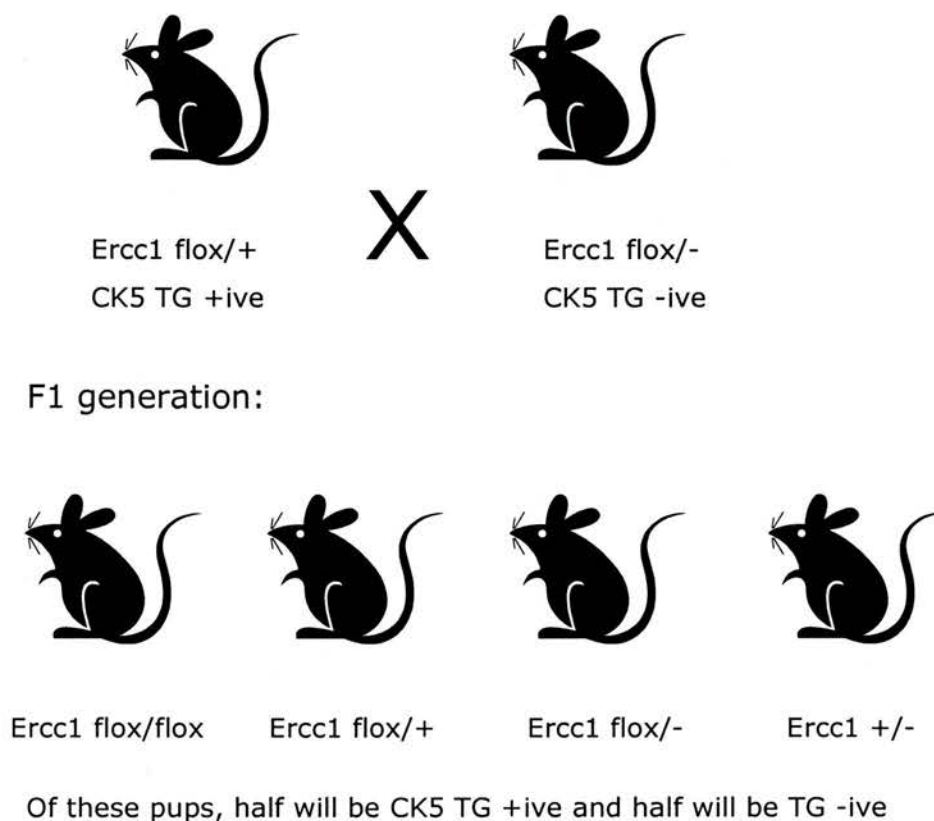 Ercc1 flox/+ X Ercc1 flox/-
CK5 TG +ive CK5 TG -ive
F1 generation:
Ercc1 flox/flox Ercc1 flox/+ Ercc1 flox/- Ercc1 +/-
Of these pups, half will be CK5 TG +ive and half will be TG -ive